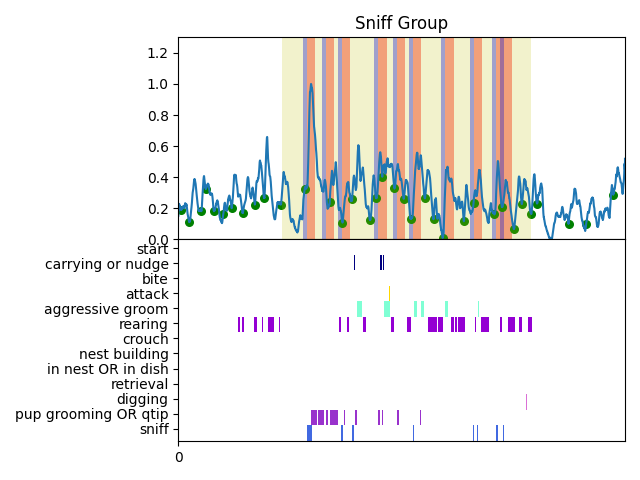 Sniff Group
1.2
1.0
0.8
0.6
0.4
0.2
0.0
start
carrying or nudge
bite
attack
aggressive groom
rearing
crouch
nest building
in nest OR in dish
retrieval
digging
pup grooming OR qtip
sniff
0